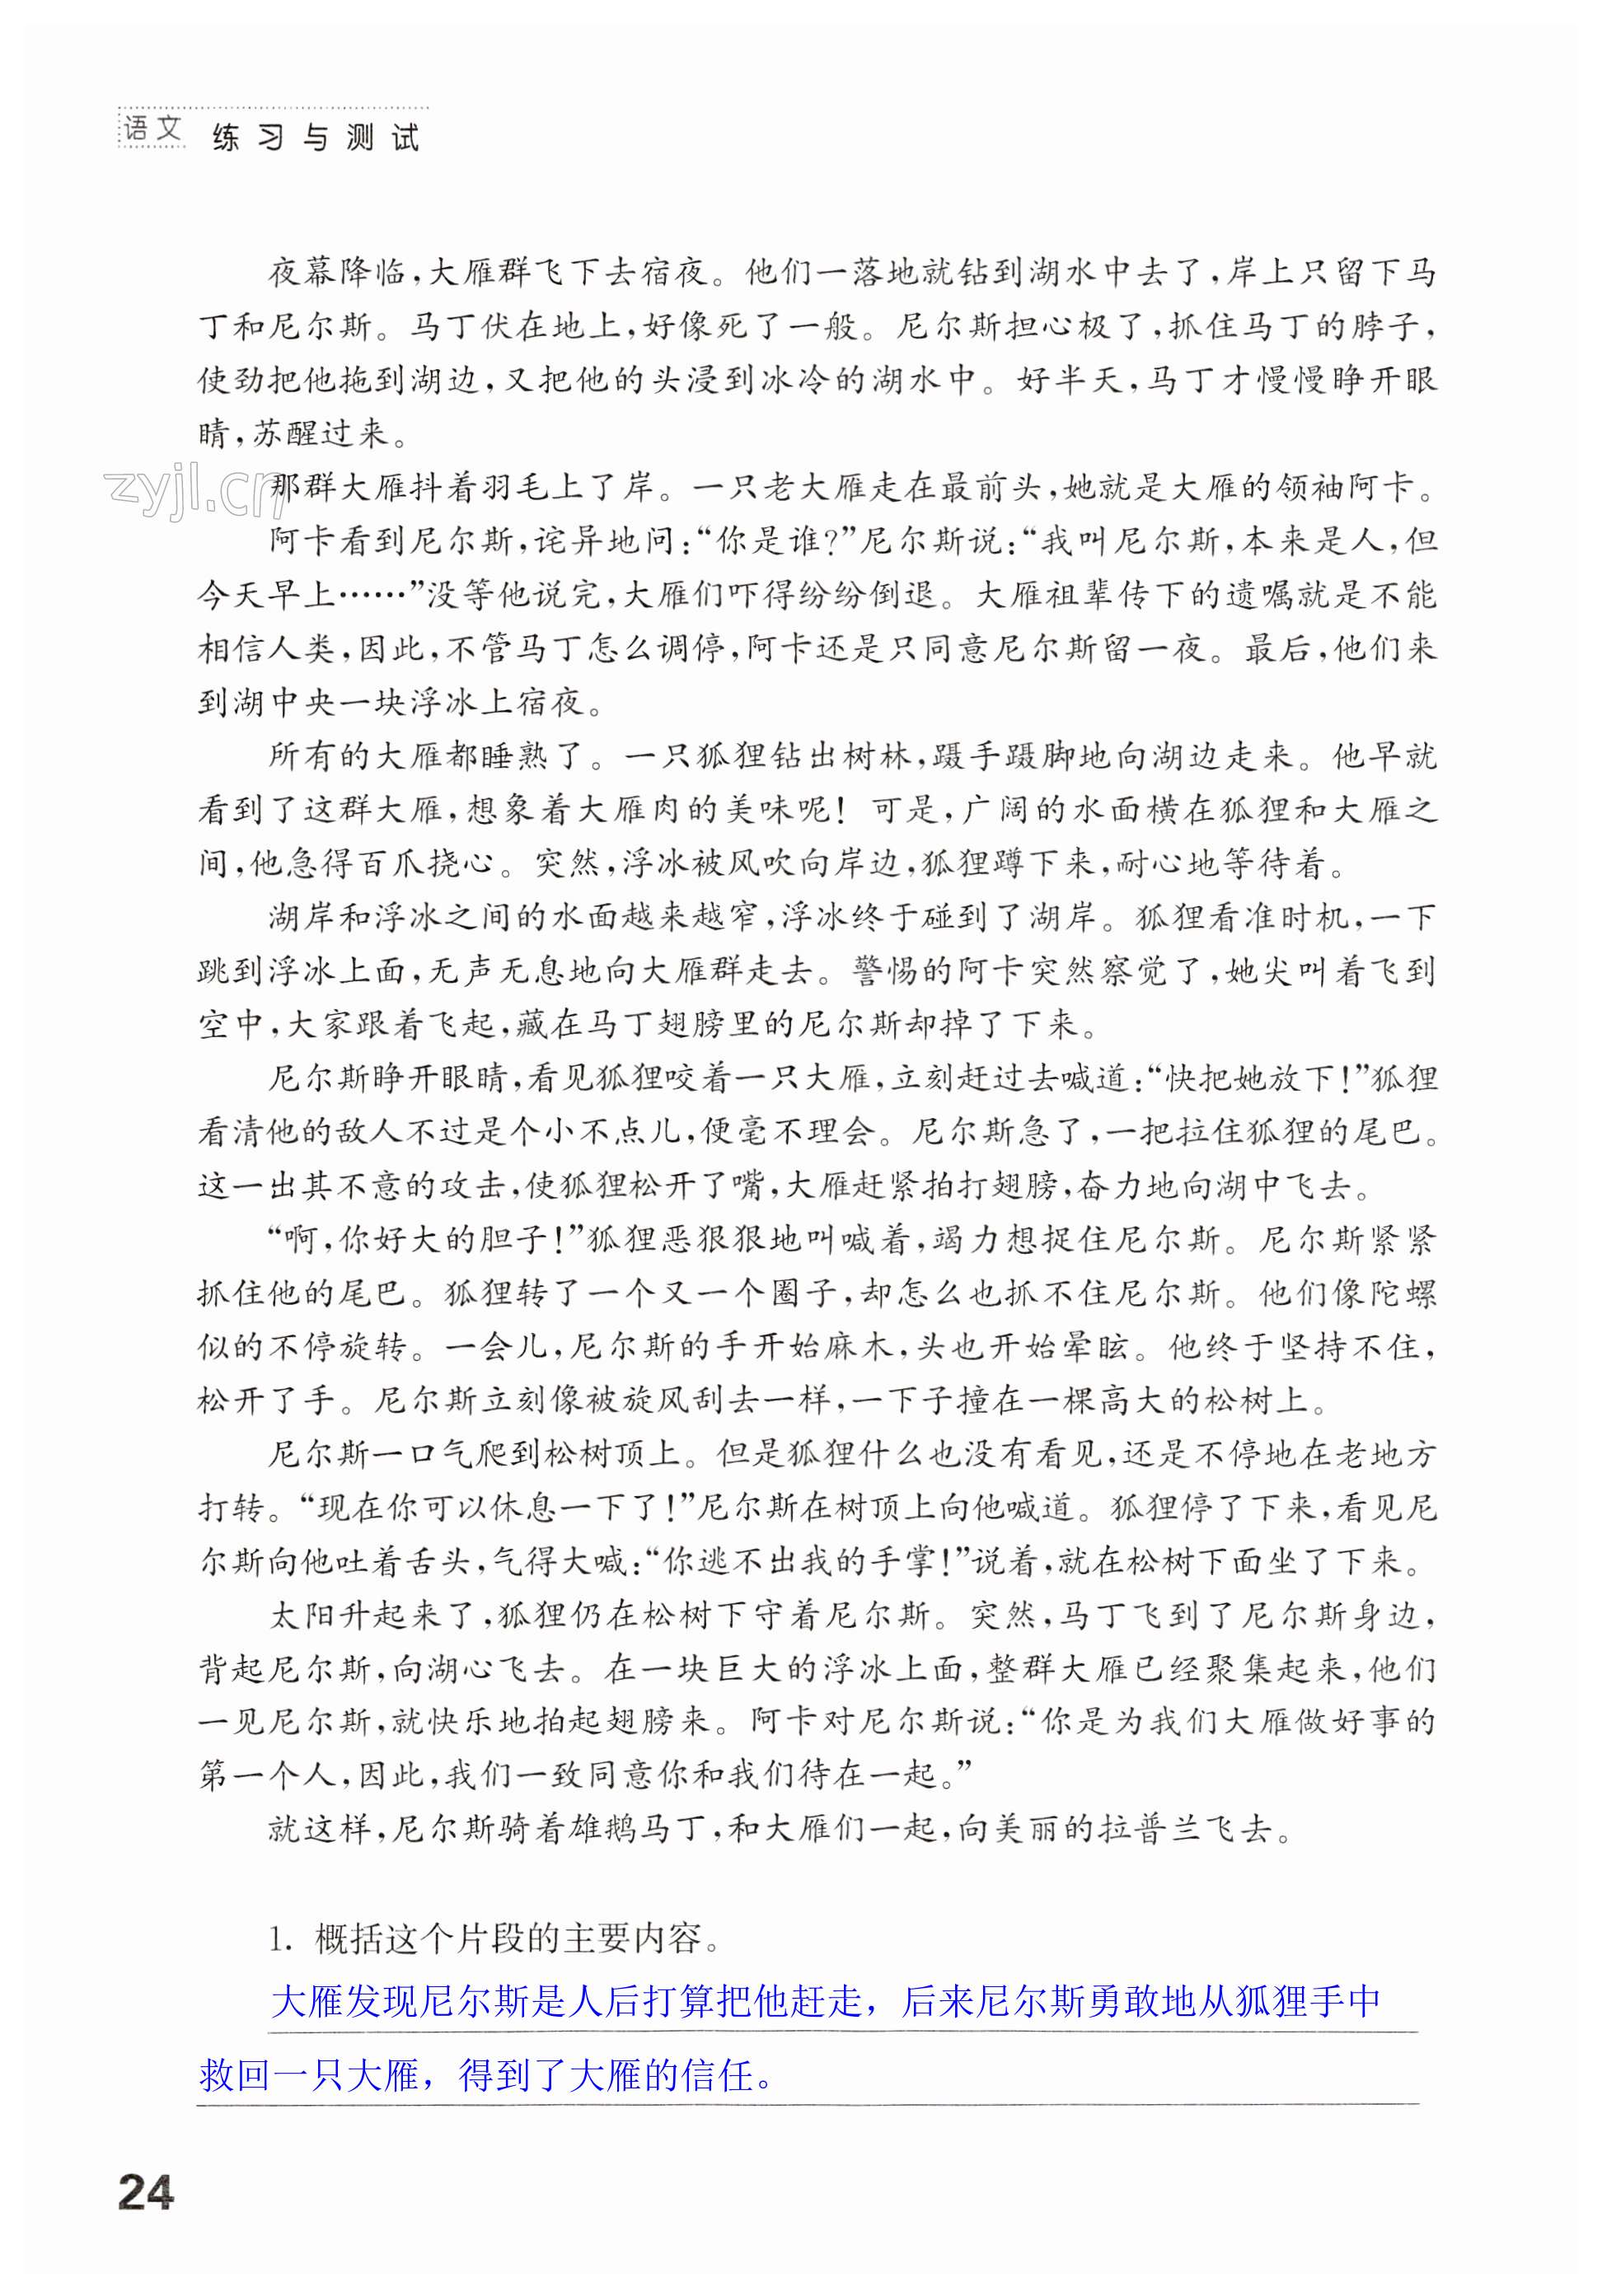 语文 练习与测试
夜幕降临,大雁群飞下去宿夜。他们一落地就钻到湖水中去了,岸上只留下马
丁和尼尔斯。马丁伏在地上,好像死了一般。尼尔斯担心极了,抓住马丁的脖子,
使劲把他拖到湖边,又把他的头浸到冰冷的湖水中。好半天,马丁才慢慢睁开眼
睛,苏醒过来。
zyjl.cn
那群大雁抖着羽毛上了岸。一只老大雁走在最前头,她就是大雁的领袖阿卡。
阿卡看到尼尔斯,诧异地问:“你是谁?”尼尔斯说:“我叫尼尔斯,本来是人,但
今天早上……”没等他说完,大雁们吓得纷纷倒退。大雁祖辈传下的遗嘱就是不能
相信人类,因此,不管马丁怎么调停,阿卡还是只同意尼尔斯留一夜。最后,他们来
到湖中央一块浮冰上宿夜。
所有的大雁都睡熟了。一只狐狸钻出树林,蹑手蹑脚地向湖边走来。他早就
看到了这群大雁,想象着大雁肉的美味呢! 可是,广阔的水面横在狐狸和大雁之
间,他急得百爪挠心。突然,浮冰被风吹向岸边,狐狸蹲下来,耐心地等待着。
湖岸和浮冰之间的水面越来越窄,浮冰终于碰到了湖岸。狐狸看准时机,一下
跳到浮冰上面,无声无息地向大雁群走去。警惕的阿卡突然察觉了,她尖叫着飞到
空中,大家跟着飞起,藏在马丁翅膀里的尼尔斯却掉了下来。
尼尔斯睁开眼睛,看见狐狸咬着一只大雁,立刻赶过去喊道:“快把她放下!”狐狸
看清他的敌人不过是个小不点儿,便毫不理会。尼尔斯急了,一把拉住狐狸的尾巴。
这一出其不意的攻击,使狐狸松开了嘴,大雁赶紧拍打翅膀,奋力地向湖中飞去。
“啊,你好大的胆子!”狐狸恶狠狠地叫喊着,竭力想捉住尼尔斯。尼尔斯紧紧
抓住他的尾巴。狐狸转了一个又一个圈子,却怎么也抓不住尼尔斯。他们像陀螺
似的不停旋转。一会儿,尼尔斯的手开始麻木,头也开始晕眩。他终于坚持不住,
松开了手。尼尔斯立刻像被旋风刮去一样,一下子撞在一棵高大的松树上。
尼尔斯一口气爬到松树顶上。但是狐狸什么也没有看见,还是不停地在老地方
打转。“现在你可以休息一下了!”尼尔斯在树顶上向他喊道。狐狸停了下来,看见尼
尔斯向他吐着舌头,气得大喊:“你逃不出我的手掌!”说着,就在松树下面坐了下来。
太阳升起来了,狐狸仍在松树下守着尼尔斯。突然,马丁飞到了尼尔斯身边,
背起尼尔斯,向湖心飞去。在一块巨大的浮冰上面,整群大雁已经聚集起来,他们
一见尼尔斯,就快乐地拍起翅膀来。阿卡对尼尔斯说:“你是为我们大雁做好事的
第一个人,因此,我们一致同意你和我们待在一起。”
就这样,尼尔斯骑着雄鹅马丁,和大雁们一起,向美丽的拉普兰飞去。
1. 概括这个片段的主要内容。
大雁发现尼尔斯是人后打算把他赶走，后来尼尔斯勇敢地从狐狸手中
救回一只大雁，得到了大雁的信任。
24